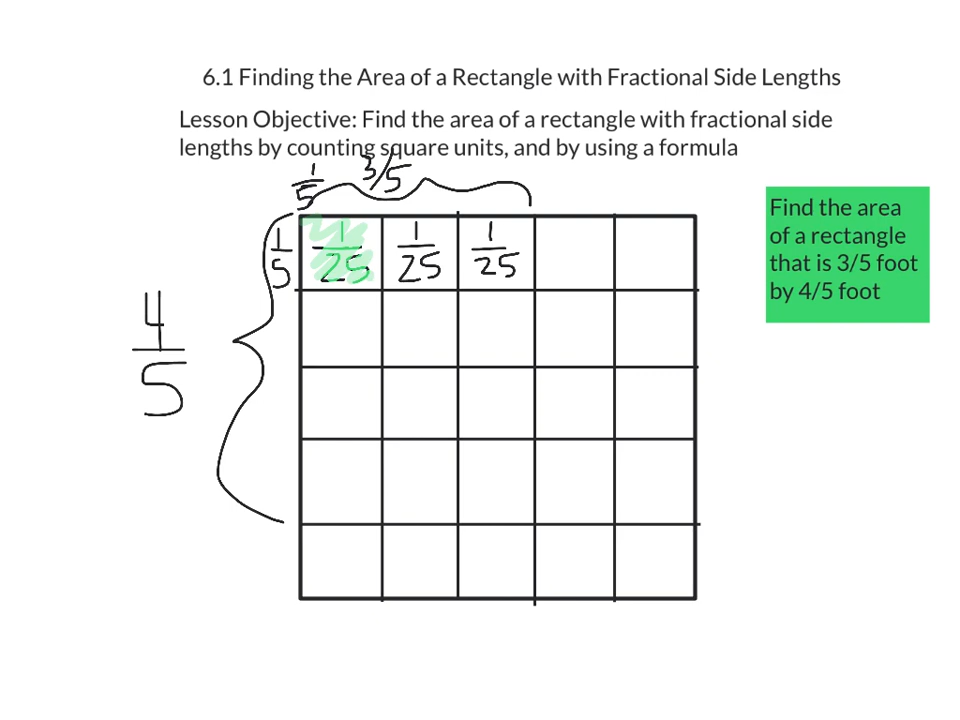 6.1 Finding the Area of a Rectangle with Fractional Side Lengths
Lesson Objective: Find the area of a rectangle with fractional side
lengths by counting square units, and by using a formula
1/5
3/5
1/5
1/25 1/25 1/25
4/5
Find the area
of a rectangle
that is 3/5 foot
by 4/5 foot